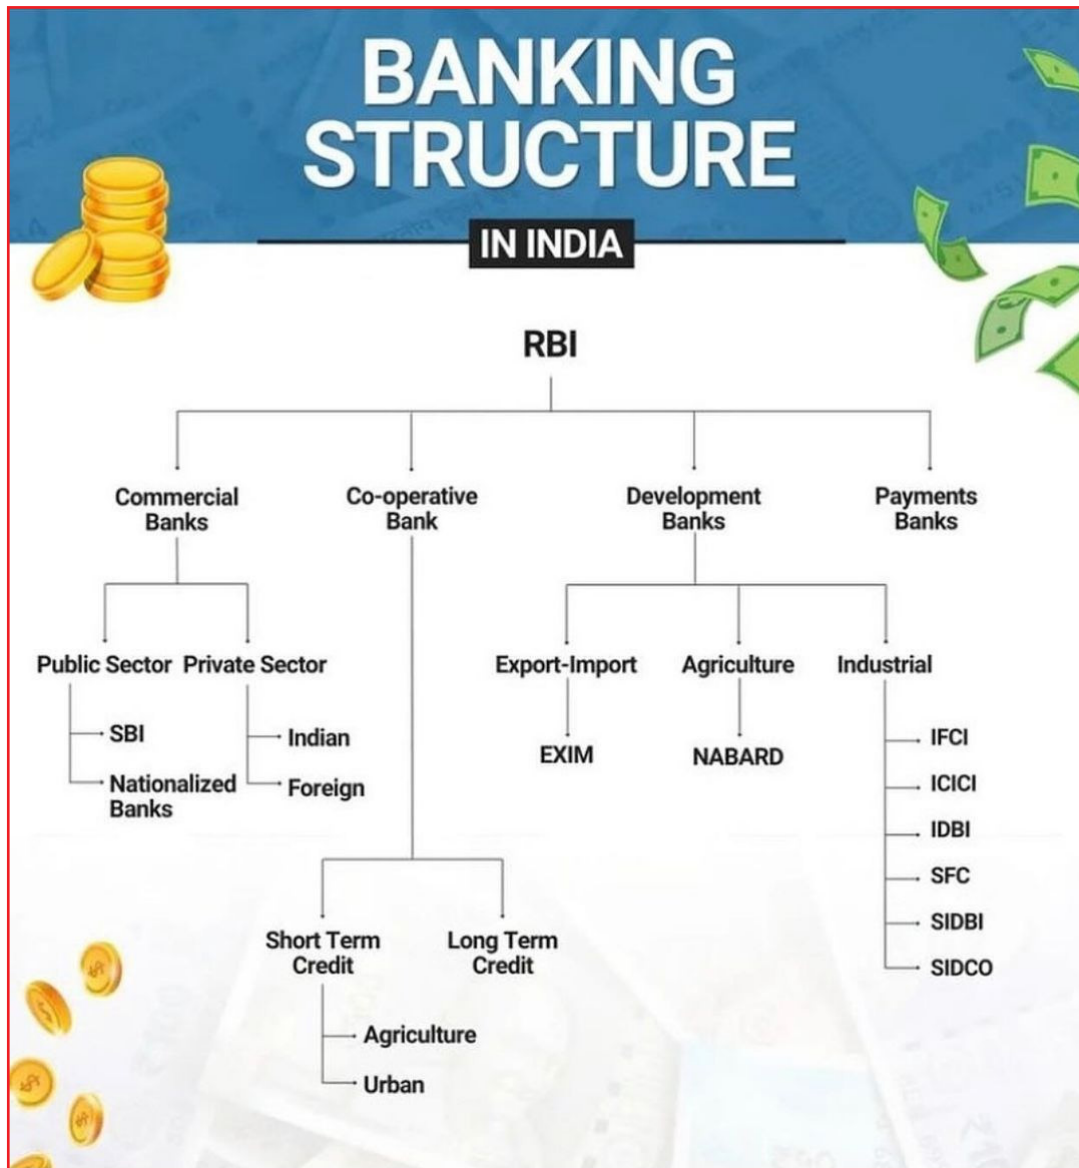 BANKING
STRUCTURE
IN INDIA
RBI
Commercial
Banks
Co-operative
Bank
Development
Banks
Payments
Banks
Public Sector
Private Sector
Export-Import
Agriculture
Industrial
SBI
Nationalized
Banks
Indian
Foreign
EXIM
NABARD
IFCI
ICICI
IDBI
SFC
SIDBI
SIDCO
Short Term
Credit
Long Term
Credit
Agriculture
Urban